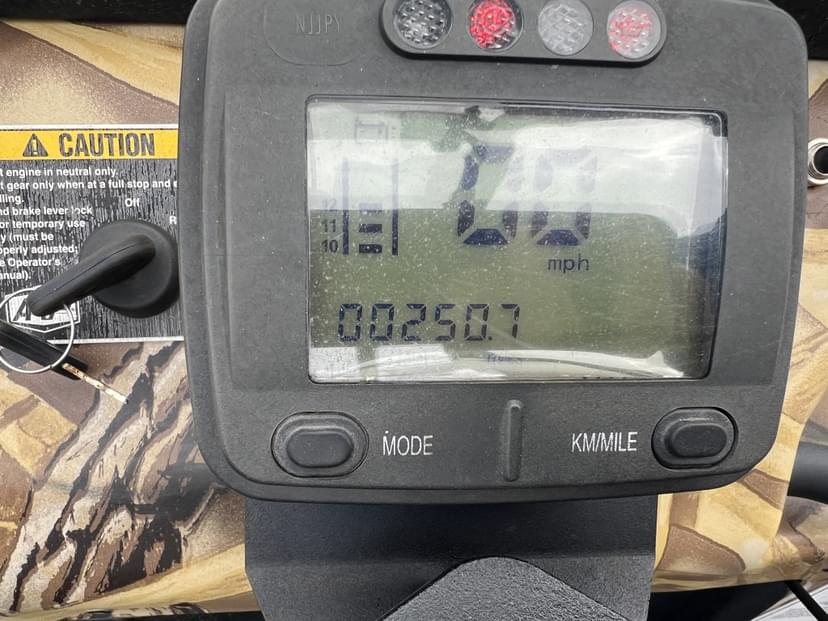 NJJPY
CAUTION
t engine in neutral only.
t gear only when at a full stop and e
lling.
nd brake lever lock
or temporary use
y (must be
operly adjusted;
e Operator's
anual).
Off
R
12
11
10
00
mph
00250.7
MODE
KM/MILE